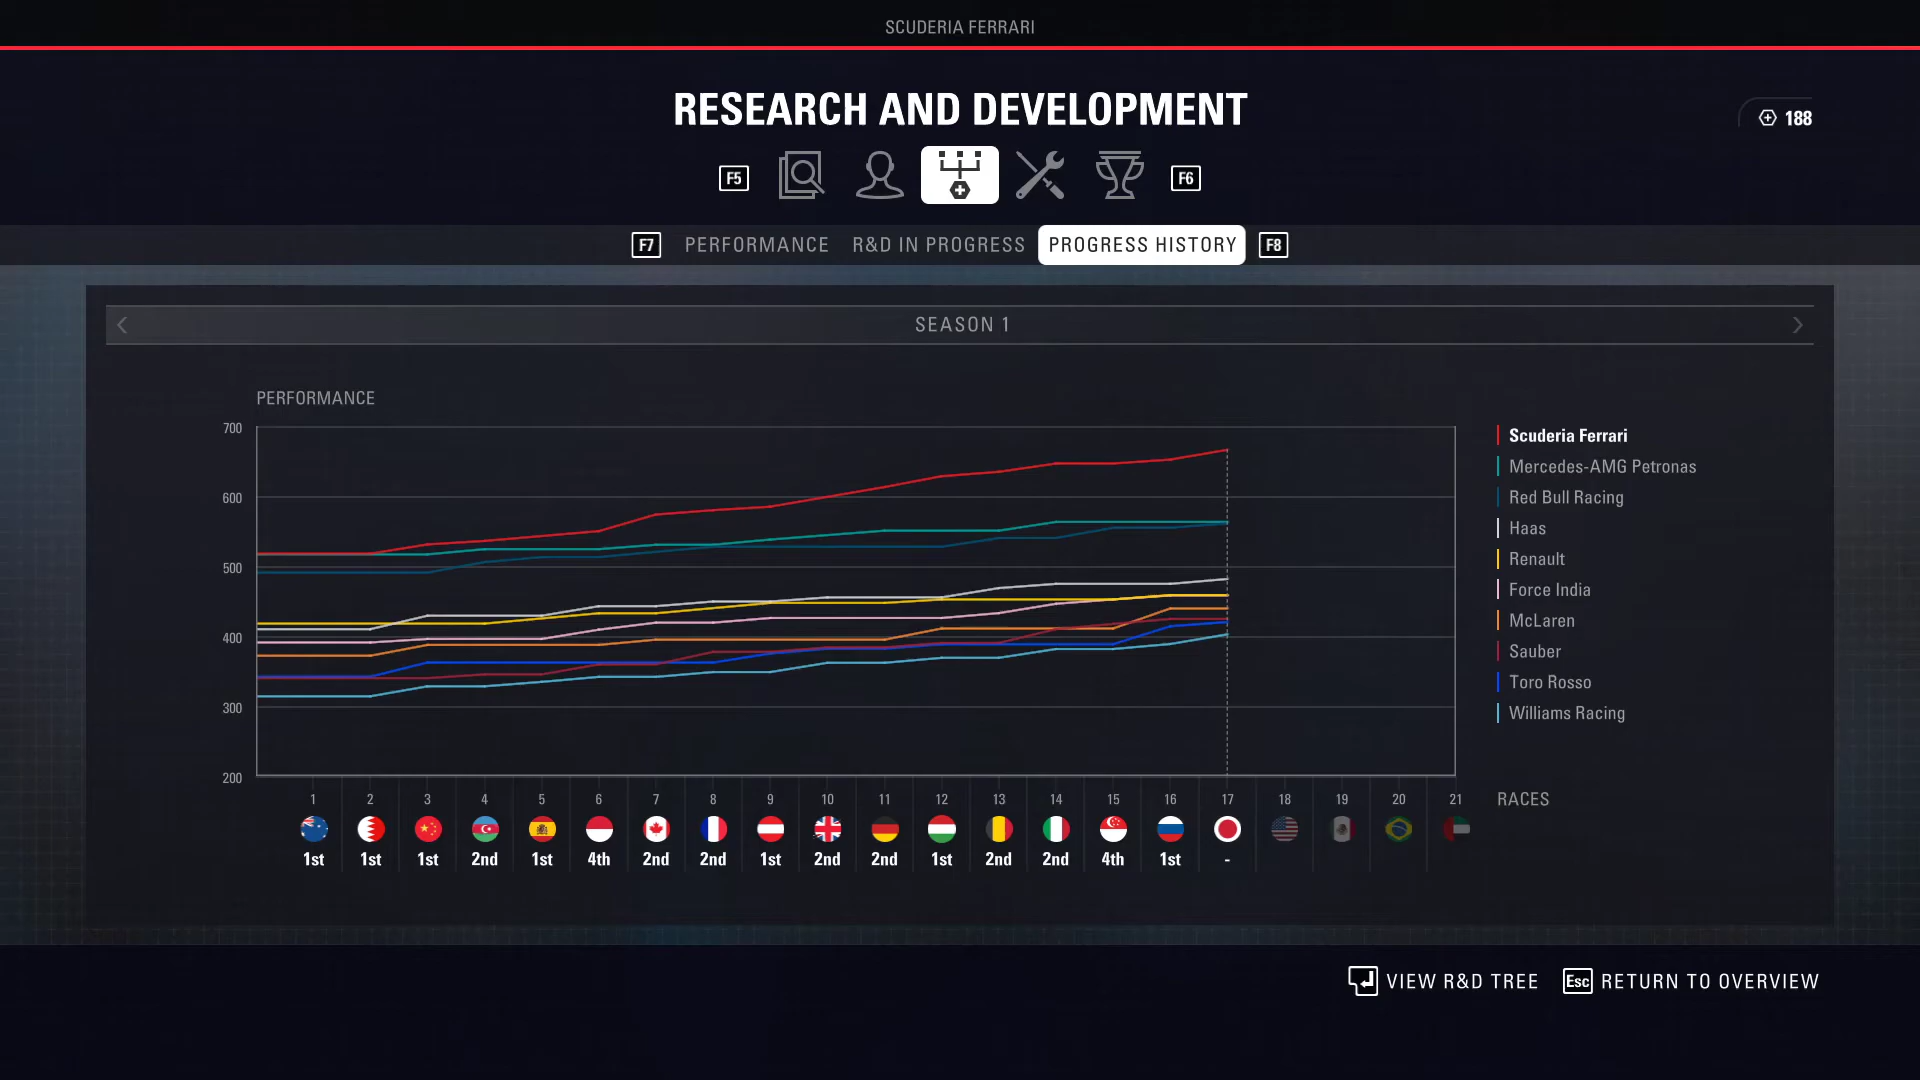 SCUDERIA FERRARI
RESEARCH AND DEVELOPMENT
188
F5
F6
F7 PERFORMANCE R&D IN PROGRESS PROGRESS HISTORY F8
SEASON 1
PERFORMANCE
700
600
500
400
300
200
Scuderia Ferrari
Mercedes-AMG Petronas
Red Bull Racing
Haas
Renault
Force India
McLaren
Sauber
Toro Rosso
Williams Racing
1 2 3 4 5 6 7 8 9 10 11 12 13 14 15 16 17 18 19 20 21 RACES
1st 1st 1st 2nd 1st 4th 2nd 2nd 1st 2nd 2nd 1st 2nd 2nd 4th 1st -
VIEW R&D TREE Esc RETURN TO OVERVIEW